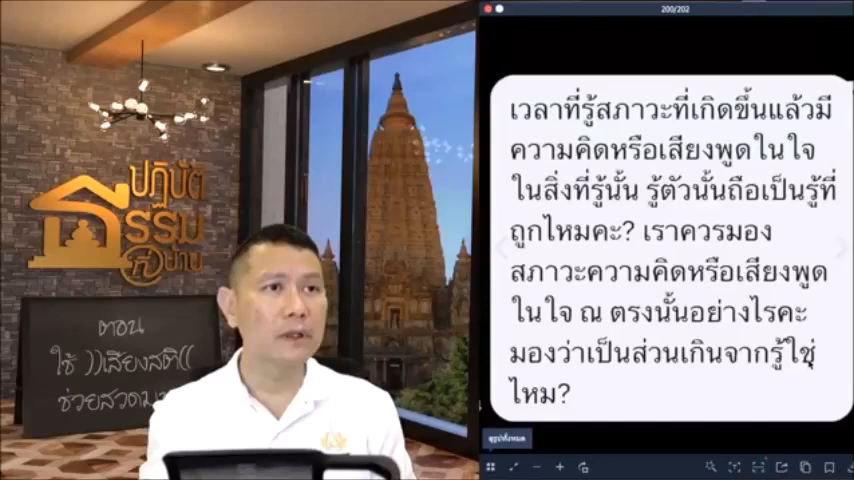 ปฏิบัติ
ธรรม
ที่
บ้าน
ตอน
ใช้ ))เสียงสติ((
ช่วยสวดม
200/202
เวลาที่รู้สภาวะที่เกิดขึ้นแล้วมี
ความคิดหรือเสียงพูดในใจ
ในสิ่งที่รู้นั้น รู้ตัวนั้นถือเป็นรู้ที่
ถูกไหมคะ? เราควรมอง
สภาวะความคิดหรือเสียงพูด
ในใจ ณ ตรงนั้นอย่างไรคะ
มองว่าเป็นส่วนเกินจากรู้ใช่
ไหม?
ดูรูปทั้งหมด